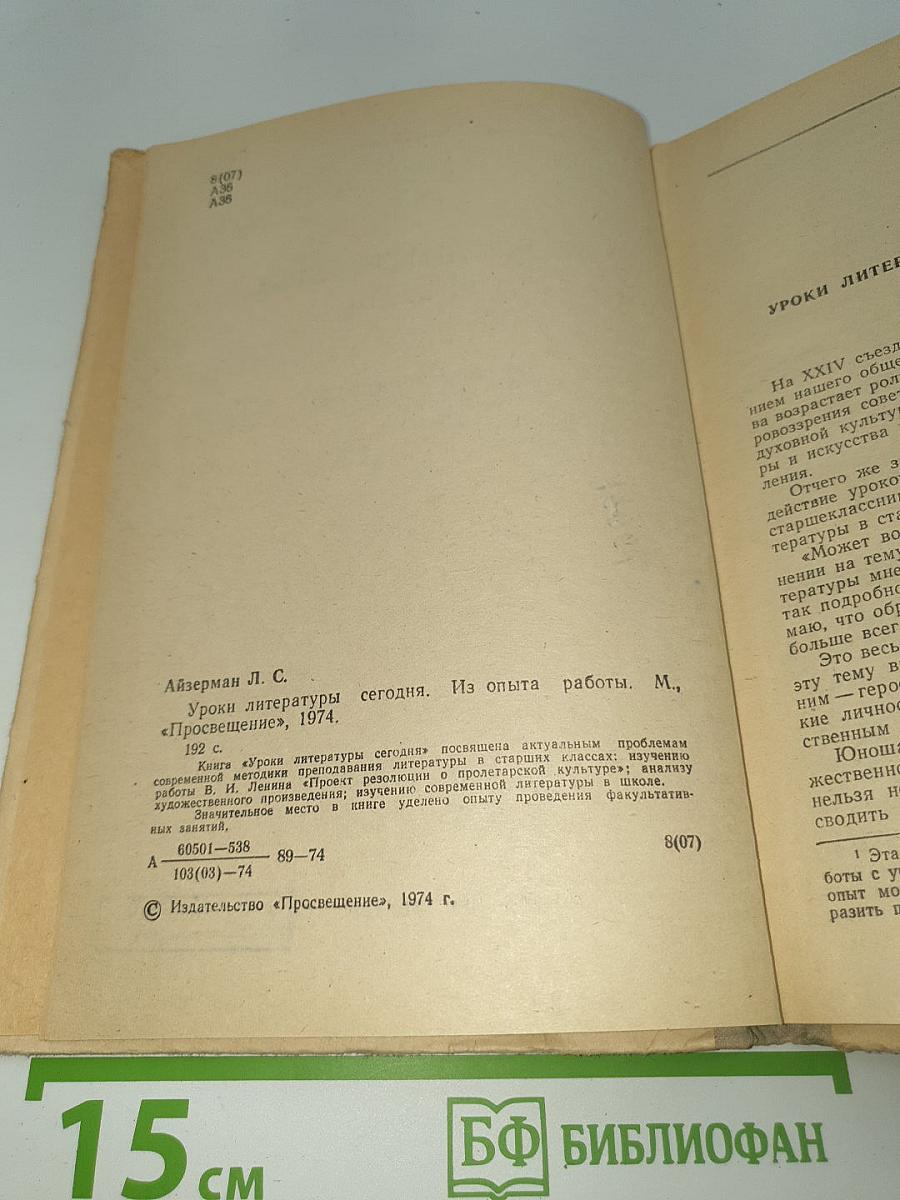 8(07)
А36
А36
Айзерман Л. С.
Уроки литературы сегодня. Из опыта работы. М.,
«Просвещение», 1974.
192 с.
Книга «Уроки литературы сегодня» посвящена актуальным проблемам
современной методики преподавания литературы в старших классах: изучению
работы В. И. Ленина «Проект резолюции о пролетарской культуре»; анализу
художественного произведения; изучению современной литературы в школе.
Значительное место в книге уделено опыту проведения факультатив-
ных занятий.
А 60501—538 89—74
103(03)—74
8(07)
© Издательство «Просвещение», 1974 г.
УРОКИ ЛИТЕР
На XXIV съезд
нием нашего обще
ва возрастает рол
ровоззрения совет
духовной культур
ры и искусства
ления.
Отчего же з
действие уроко
старшеклассни
тературы в ста
«Может во
нении на тему
тературы мне
так подробно
маю, что обр
больше всег
Это весь
эту тему в
ним — геро
кие личнос
ственным
Юноша
жественно
нельзя не
сводить
1 Эта
боты с у
опыт мо
разить п
15 см
БФ БИБЛИОФАН